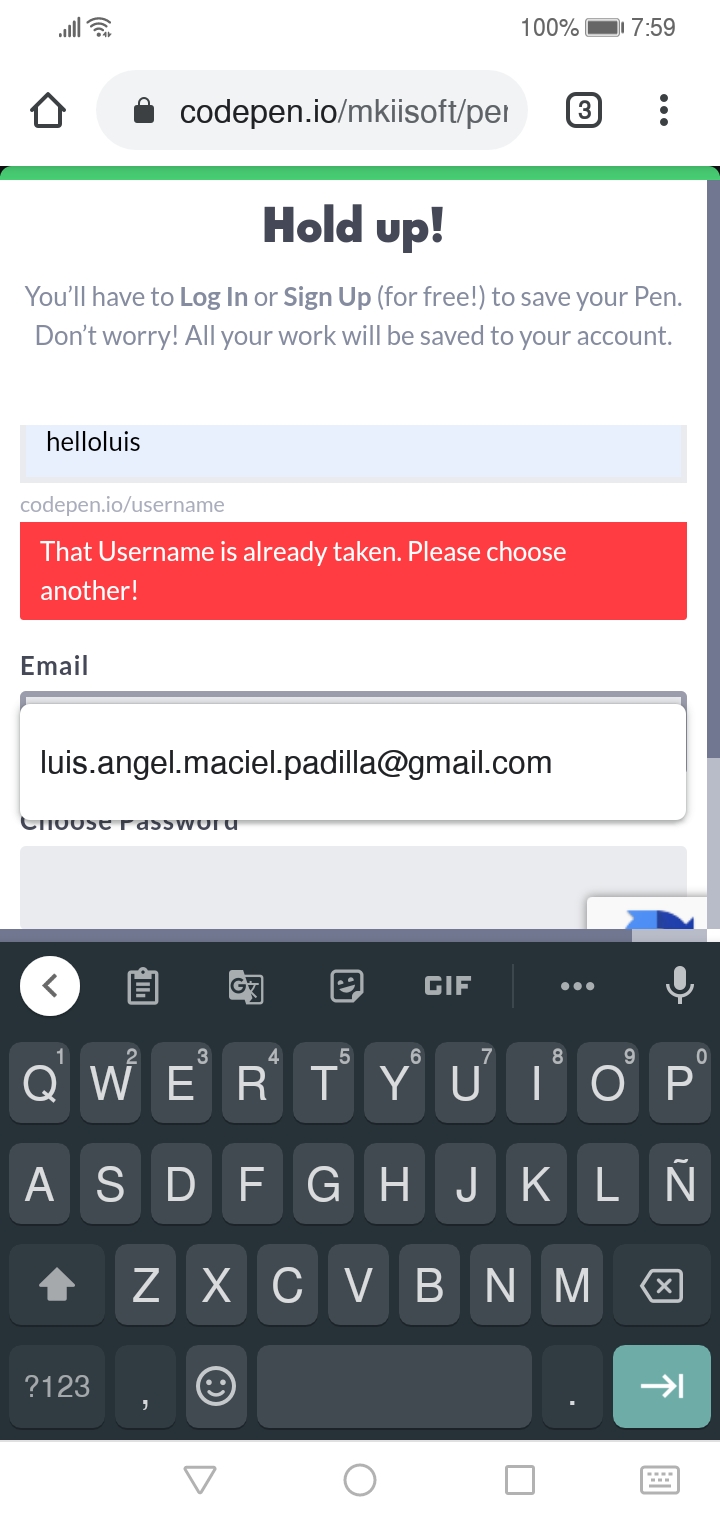 100% 7:59
codepen.io/mkiisoft/per
3
Hold up!
You’ll have to Log In or Sign Up (for free!) to save your Pen.
Don’t worry! All your work will be saved to your account.
helloluis
codepen.io/username
That Username is already taken. Please choose
another!
Email
luis.angel.maciel.padilla@gmail.com
Choose Password
GIF
1 2 3 4 5 6 7 8 9 0
Q W E R T Y U I O P
A S D F G H J K L Ñ
Z X C V B N M
?123 , .